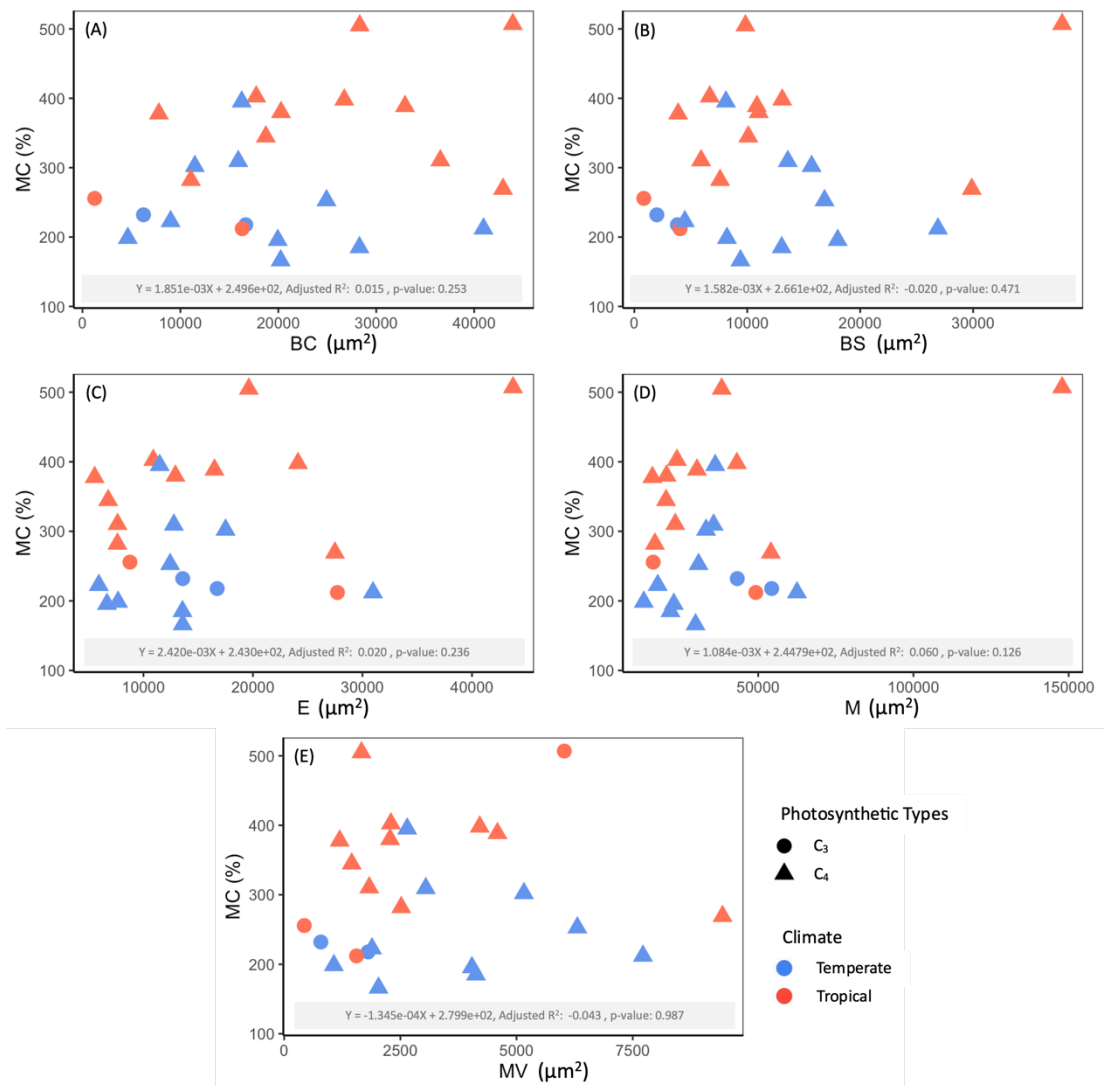 (A)
MC (%)
500
400
300
200
100
Y = 1.851e-03X + 2.496e+02, Adjusted R²: 0.015 , p-value: 0.253
0 10000 20000 30000 40000
BC (μm²)
(B)
MC (%)
500
400
300
200
100
Y = 1.582e-03X + 2.661e+02, Adjusted R²: -0.020 , p-value: 0.471
0 10000 20000 30000
BS (μm²)
(C)
MC (%)
500
400
300
200
100
Y = 2.420e-03X + 2.430e+02, Adjusted R²: 0.020 , p-value: 0.236
10000 20000 30000 40000
E (μm²)
(D)
MC (%)
500
400
300
200
100
Y = 1.084e-03X + 2.4479e+02, Adjusted R²: 0.060 , p-value: 0.126
50000 100000 150000
M (μm²)
(E)
MC (%)
500
400
300
200
100
Y = -1.345e-04X + 2.799e+02, Adjusted R²: -0.043 , p-value: 0.987
0 2500 5000 7500
MV (μm²)
Photosynthetic Types
C₃
C₄
Climate
Temperate
Tropical